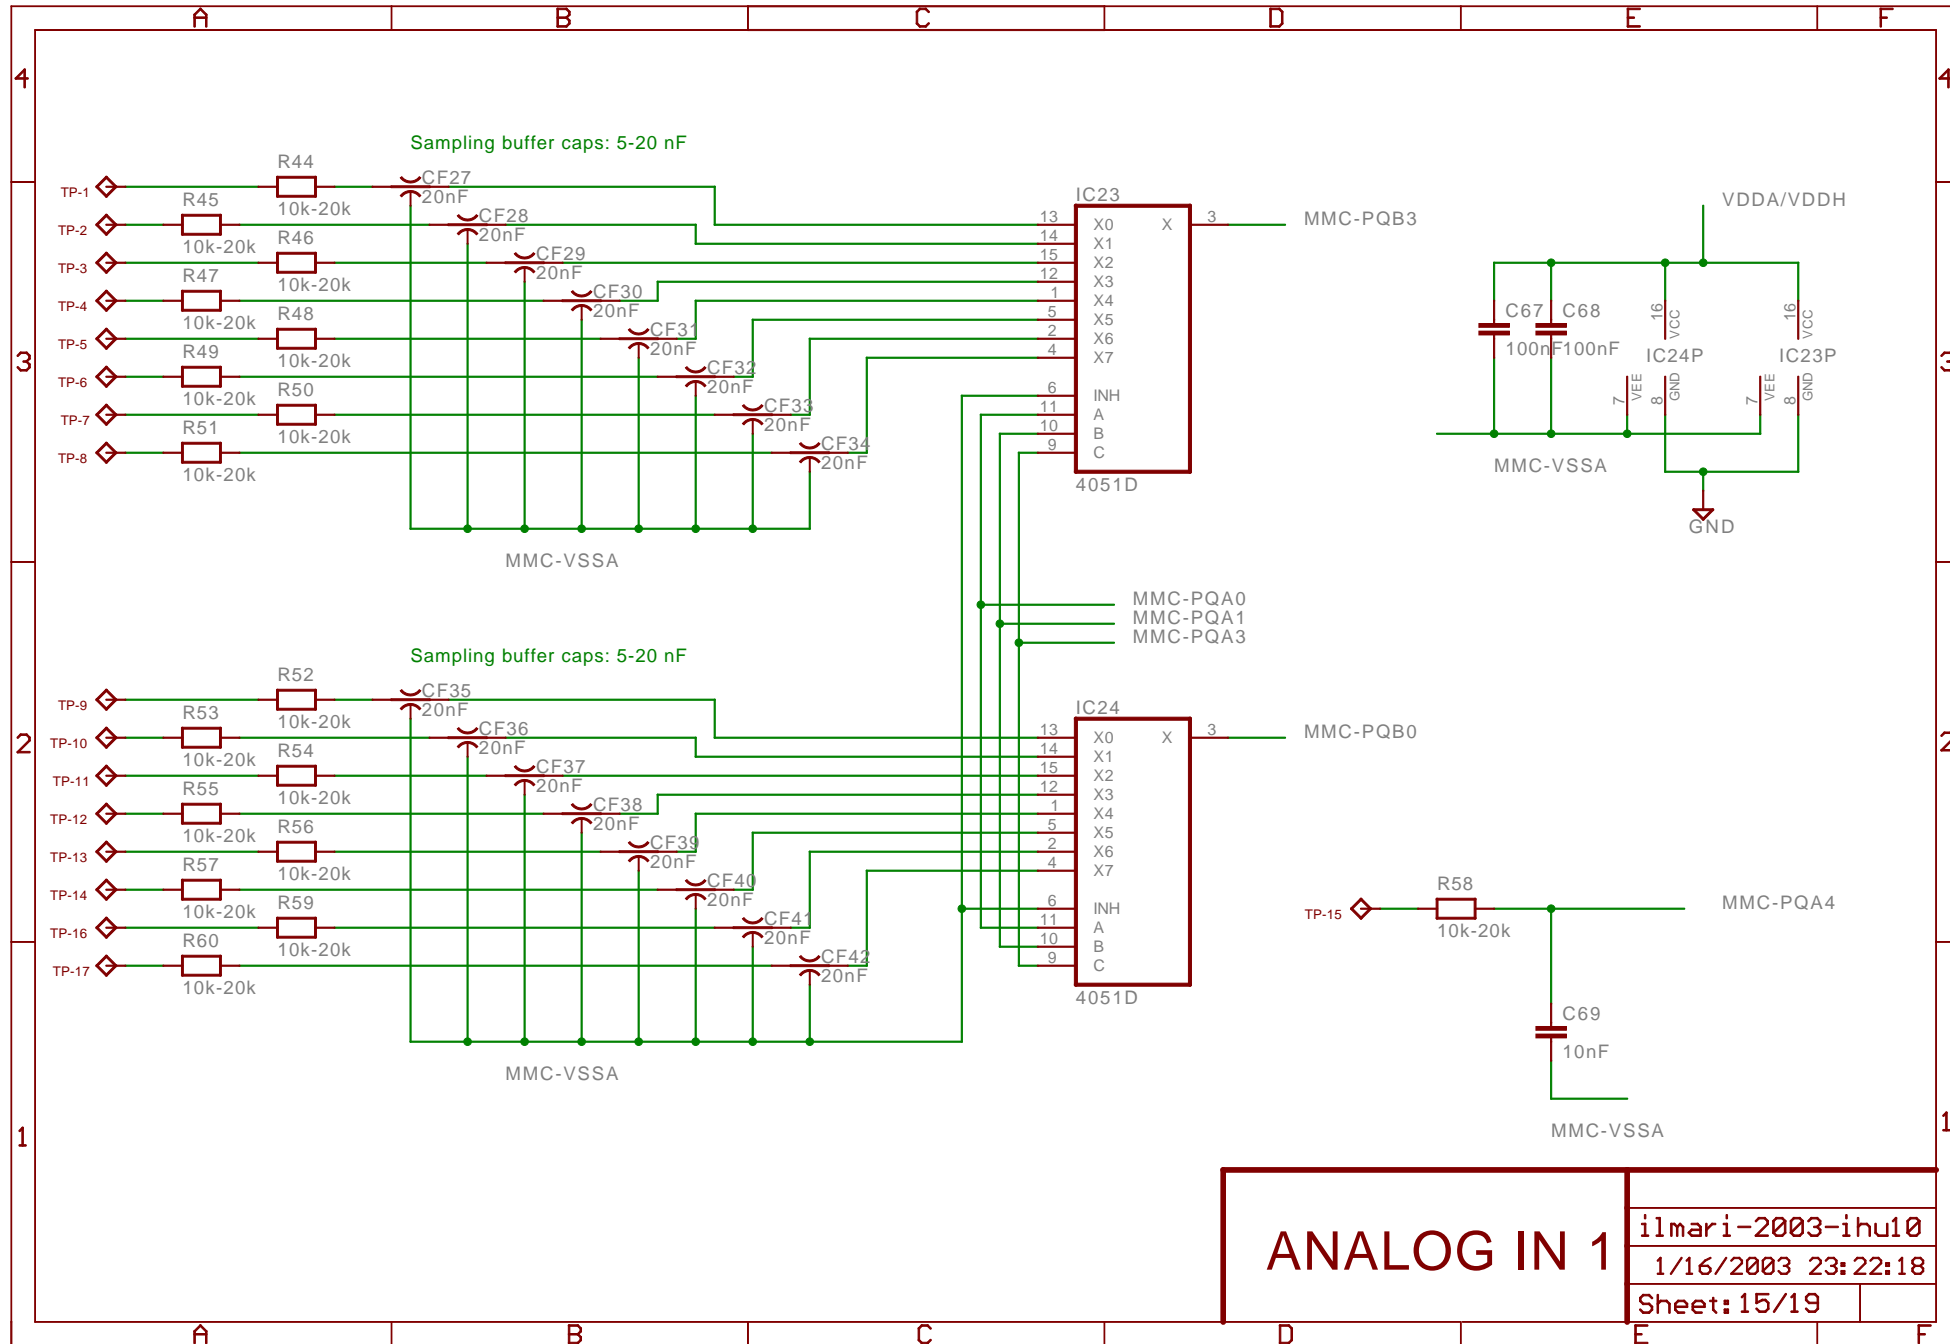 A B C D E F
4 4
Sampling buffer caps: 5-20 nF
TP-1 R44 10k-20k CF27 20nF
TP-2 R45 10k-20k CF28 20nF
TP-3 R46 10k-20k CF29 20nF
TP-4 R47 10k-20k CF30 20nF
TP-5 R48 10k-20k CF31 20nF
TP-6 R49 10k-20k CF32 20nF
TP-7 R50 10k-20k CF33 20nF
TP-8 R51 10k-20k CF34 20nF
MMC-VSSA
IC23
13 X0 X 3 MMC-PQB3
14 X1
15 X2
12 X3
1 X4
5 X5
2 X6
4 X7
6 INH
11 A
10 B
9 C
4051D
VDDA/VDDH
C67 100nF
C68 100nF
16 VCC
IC24P
7 VEE
8 GND
16 VCC
IC23P
7 VEE
8 GND
MMC-VSSA
GND
3 3
MMC-PQA0
MMC-PQA1
MMC-PQA3
Sampling buffer caps: 5-20 nF
TP-9 R52 10k-20k CF35 20nF
TP-10 R53 10k-20k CF36 20nF
TP-11 R54 10k-20k CF37 20nF
TP-12 R55 10k-20k CF38 20nF
TP-13 R56 10k-20k CF39 20nF
TP-14 R57 10k-20k CF40 20nF
TP-16 R59 10k-20k CF41 20nF
TP-17 R60 10k-20k CF42 20nF
MMC-VSSA
2 2
IC24
13 X0 X 3 MMC-PQB0
14 X1
15 X2
12 X3
1 X4
5 X5
2 X6
4 X7
6 INH
11 A
10 B
9 C
4051D
TP-15 R58 10k-20k MMC-PQA4
C69
10nF
MMC-VSSA
1 1
ANALOG IN 1
ilmari-2003-ihu10
1/16/2003 23:22:18
Sheet: 15/19
A B C D E F